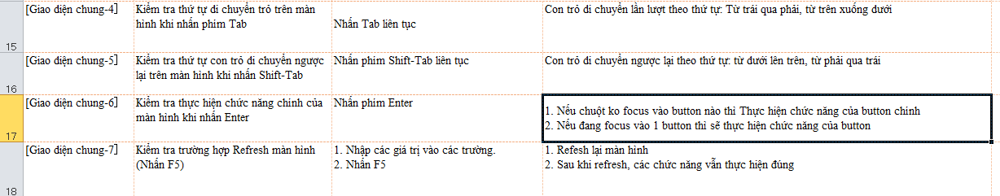 [Giao diện chung-4] Kiểm tra thứ tự di chuyển trỏ trên màn hình khi nhấn phím Tab
Nhấn Tab liên tục
Con trỏ di chuyển lần lượt theo thứ tự: Từ trái qua phải, từ trên xuống dưới
15
[Giao diện chung-5] Kiểm tra thứ tự con trỏ di chuyển ngược lại trên màn hình khi nhấn Shift-Tab
Nhấn phím Shift-Tab liên tục
Con trỏ di chuyển ngược lại theo thứ tự: từ dưới lên trên, từ phải qua trái
16
[Giao diện chung-6] Kiểm tra thực hiện chức năng chính của màn hình khi nhấn Enter
Nhấn phím Enter
1. Nếu chuột ko focus vào button nào thì Thực hiện chức năng của button chính
2. Nếu đang focus vào 1 button thì sẽ thực hiện chức năng của button
17
[Giao diện chung-7] Kiểm tra trường hợp Refresh màn hình (Nhấn F5)
1. Nhập các giá trị vào các trường.
2. Nhấn F5
1. Refesh lại màn hình
2. Sau khi refresh, các chức năng vẫn thực hiện đúng
18